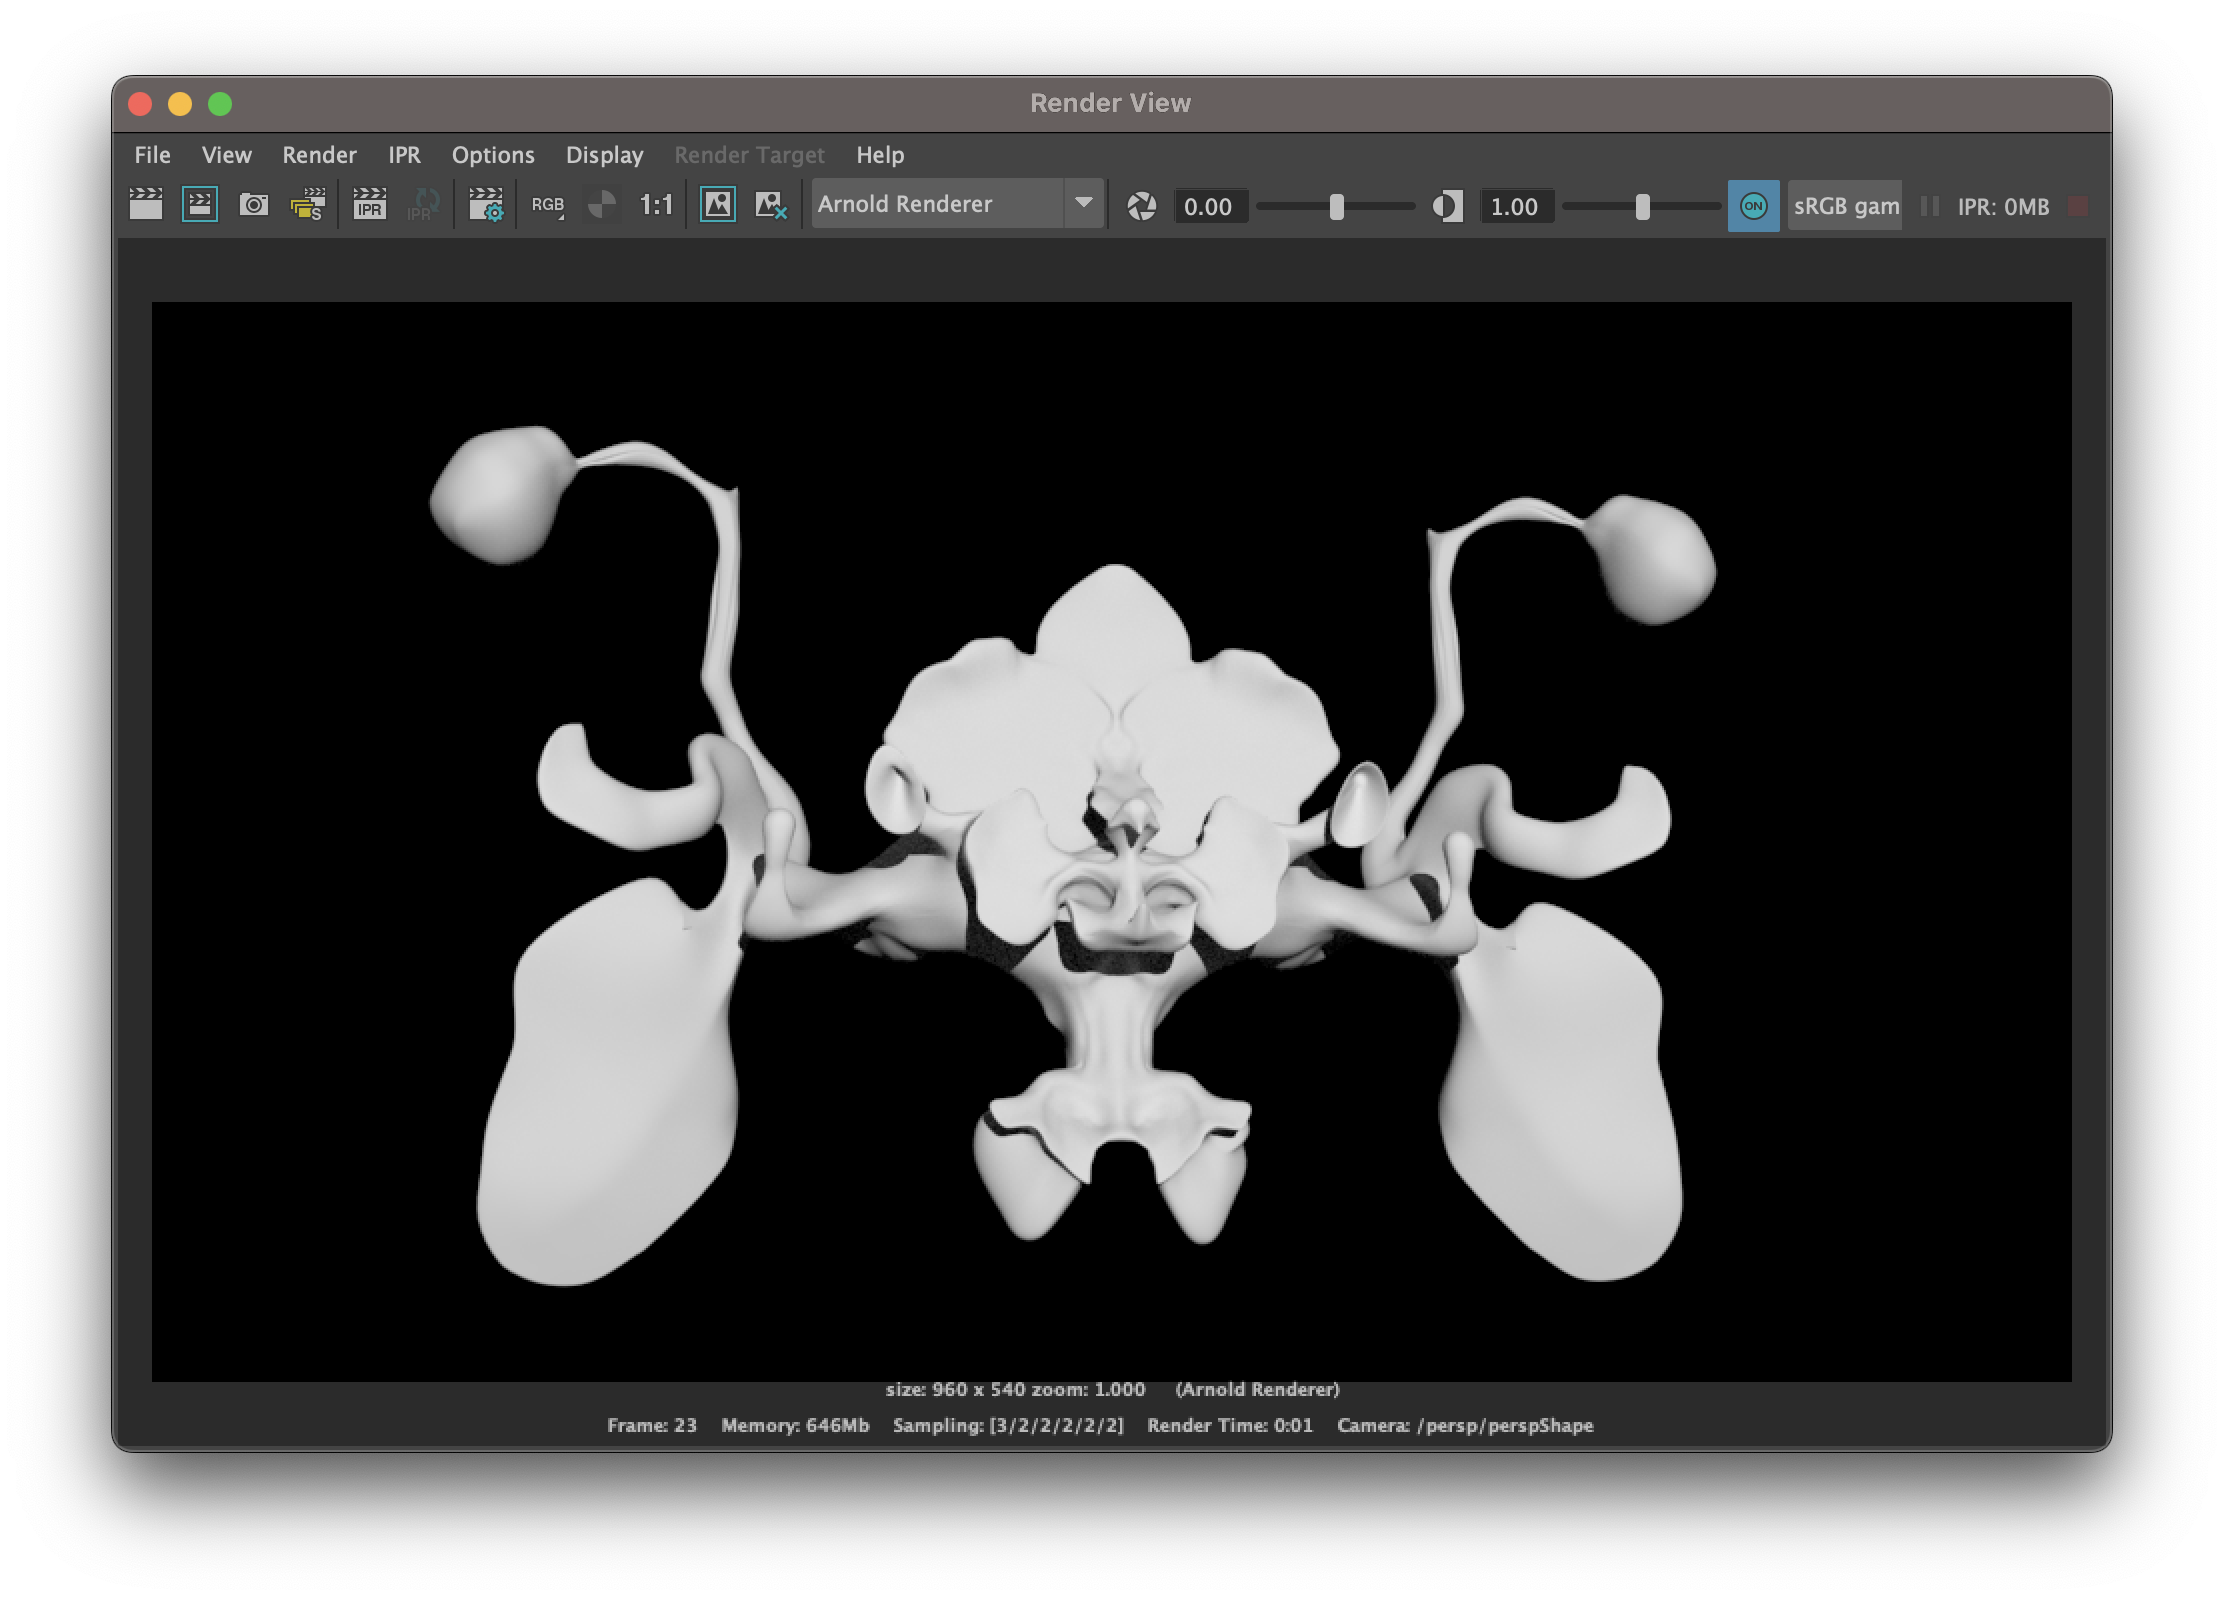 Render View
File View Render IPR Options Display Render Target Help
S IPR IPR RGB 1:1 Arnold Renderer 0.00 1.00 ON sRGB gam IPR: 0MB
size: 960 x 540 zoom: 1.000 (Arnold Renderer)
Frame: 23 Memory: 646Mb Sampling: [3/2/2/2/2/2] Render Time: 0:01 Camera: /persp/perspShape